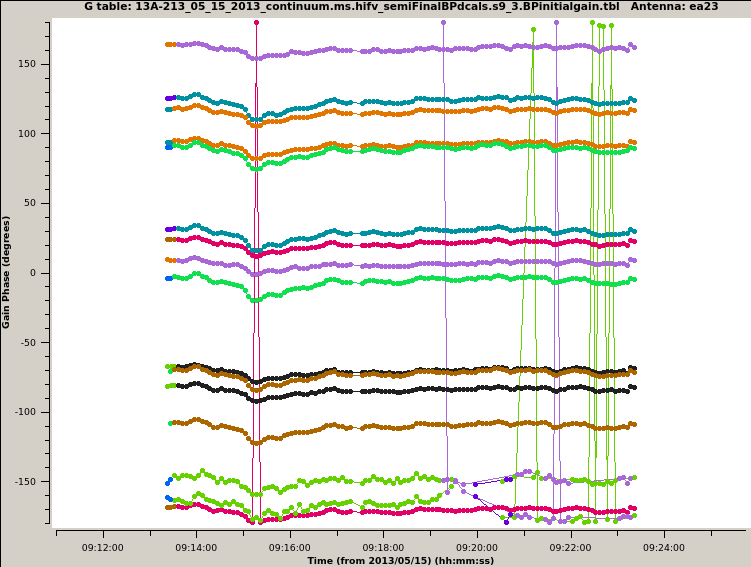 G table: 13A-213_05_15_2013_continuum.ms.hifv_semiFinalBPdcals.s9_3.BPinitialgain.tbl Antenna: ea23
150
100
50
0
-50
-100
-150
Gain Phase (degrees)
09:12:00 09:14:00 09:16:00 09:18:00 09:20:00 09:22:00 09:24:00
Time (from 2013/05/15) (hh:mm:ss)